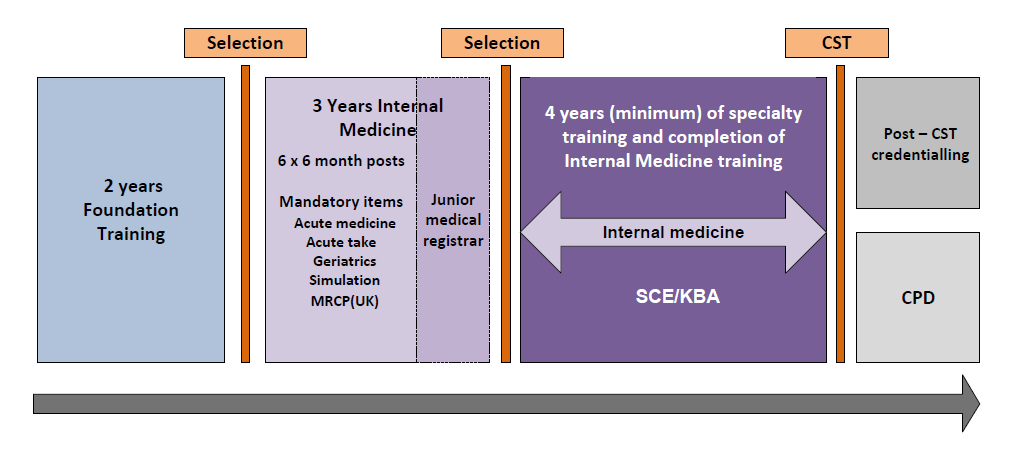 Selection
Selection
CST
2 years
Foundation
Training
3 Years Internal
Medicine
6 x 6 month posts
Mandatory items
Acute medicine
Acute take
Geriatrics
Simulation
MRCP(UK)
Junior
medical
registrar
4 years (minimum) of specialty
training and completion of
Internal Medicine training
Internal medicine
SCE/KBA
Post – CST
credentialling
CPD